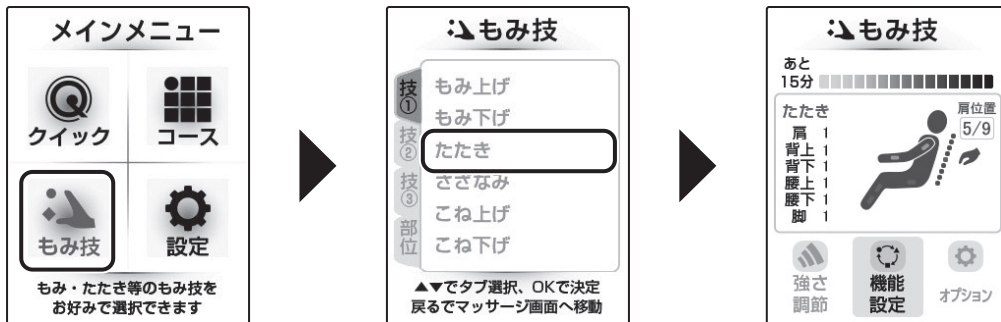 メインメニュー
クイック
コース
もみ技
設定
もみ・たたき等のもみ技を
お好みで選択できます
もみ技
技①
技②
技③
部位
もみ上げ
もみ下げ
たたき
さざなみ
こね上げ
こね下げ
▲▼でタブ選択、OKで決定
戻るでマッサージ画面へ移動
もみ技
あと
15分
たたき
肩 1
背上 1
背下 1
腰上 1
腰下 1
脚 1
肩位置
5/9
強さ
調節
機能
設定
オプション